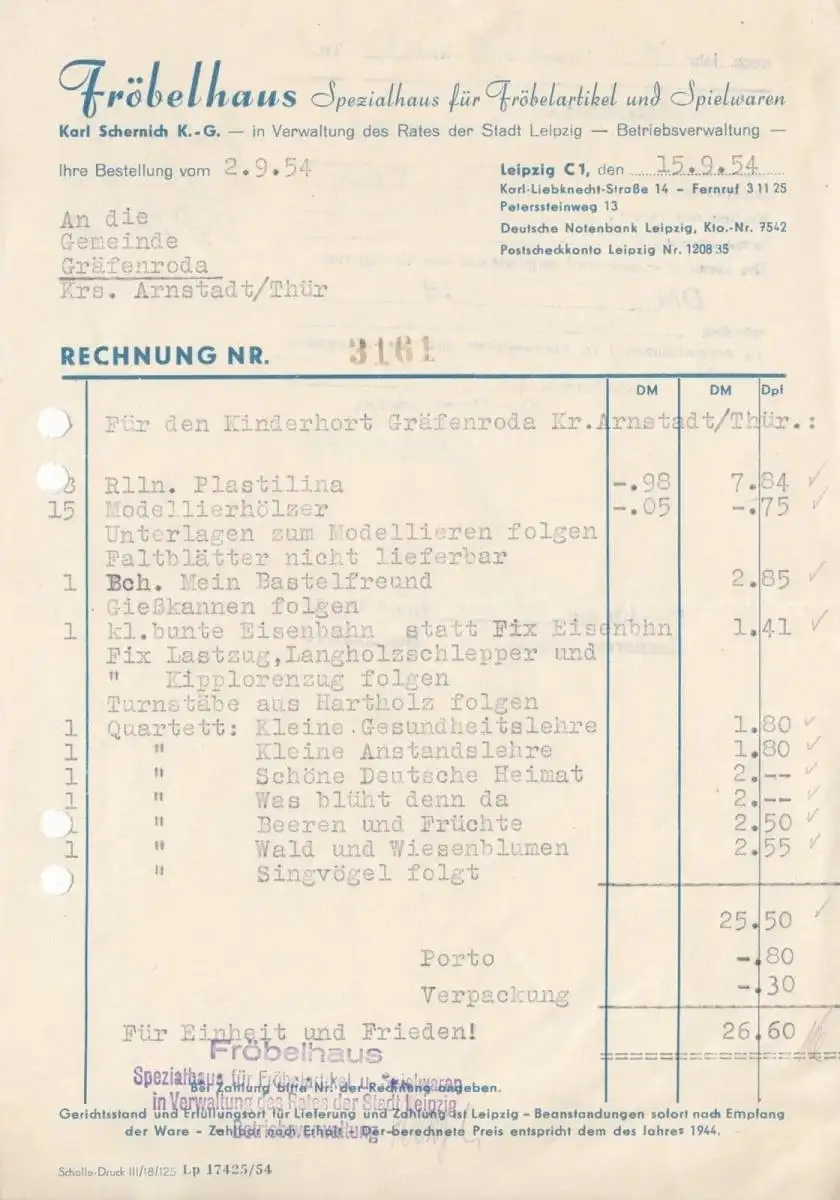 Fröbelhaus Spezialhaus für Fröbelartikel und Spielwaren
Karl Schernich K.-G. — in Verwaltung des Rates der Stadt Leipzig — Betriebsverwaltung —
Ihre Bestellung vom 2.9.54
Leipzig C1, den 15.9.54
Karl-Liebknecht-Straße 14 – Fernruf 3 11 25
Peterssteinweg 13
Deutsche Notenbank Leipzig, Kto.-Nr. 7542
Postscheckkonto Leipzig Nr. 120835
An die
Gemeinde
Gräfenroda
Krs. Arnstadt/Thür
RECHNUNG NR. 3161
DM DM Dpf
Für den Kinderhort Gräfenroda Kr.Arnstadt/Thür.:
8 Rlln. Plastilina -.98 7.84
15 Modellierhölzer -.05 -.75
Unterlagen zum Modellieren folgen
Faltblätter nicht lieferbar
1 Bch. Mein Bastelfreund 2.85
Gießkannen folgen
1 kl.bunte Eisenbahn statt Fix Eisenbhn 1.41
Fix Lastzug,Langholzschlepper und
" Kipplorenzug folgen
Turnstäbe aus Hartholz folgen
1 Quartett: Kleine.Gesundheitslehre 1.80
1 " Kleine Anstandslehre 1.80
1 " Schöne Deutsche Heimat 2.--
1 " Was blüht denn da 2.--
1 " Beeren und Früchte 2.50
1 " Wald und Wiesenblumen 2.55
" Singvögel folgt
25.50
Porto -.80
Verpackung -.30
Für Einheit und Frieden! 26.60
Fröbelhaus
Spezialhaus für Fröbelartikel u. Spielwaren
in Verwaltung des Rates der Stadt Leipzig
Betriebsverwaltung
Bei Zahlung bitte Nr. der Rechnung angeben.
Gerichtsstand und Erfüllungsort für Lieferung und Zahlung ist Leipzig – Beanstandungen sofort nach Empfang
der Ware – Zahlbar nach Erhalt – Der berechnete Preis entspricht dem des Jahres 1944.
Scholle-Druck III/18/125 Lp 17425/54